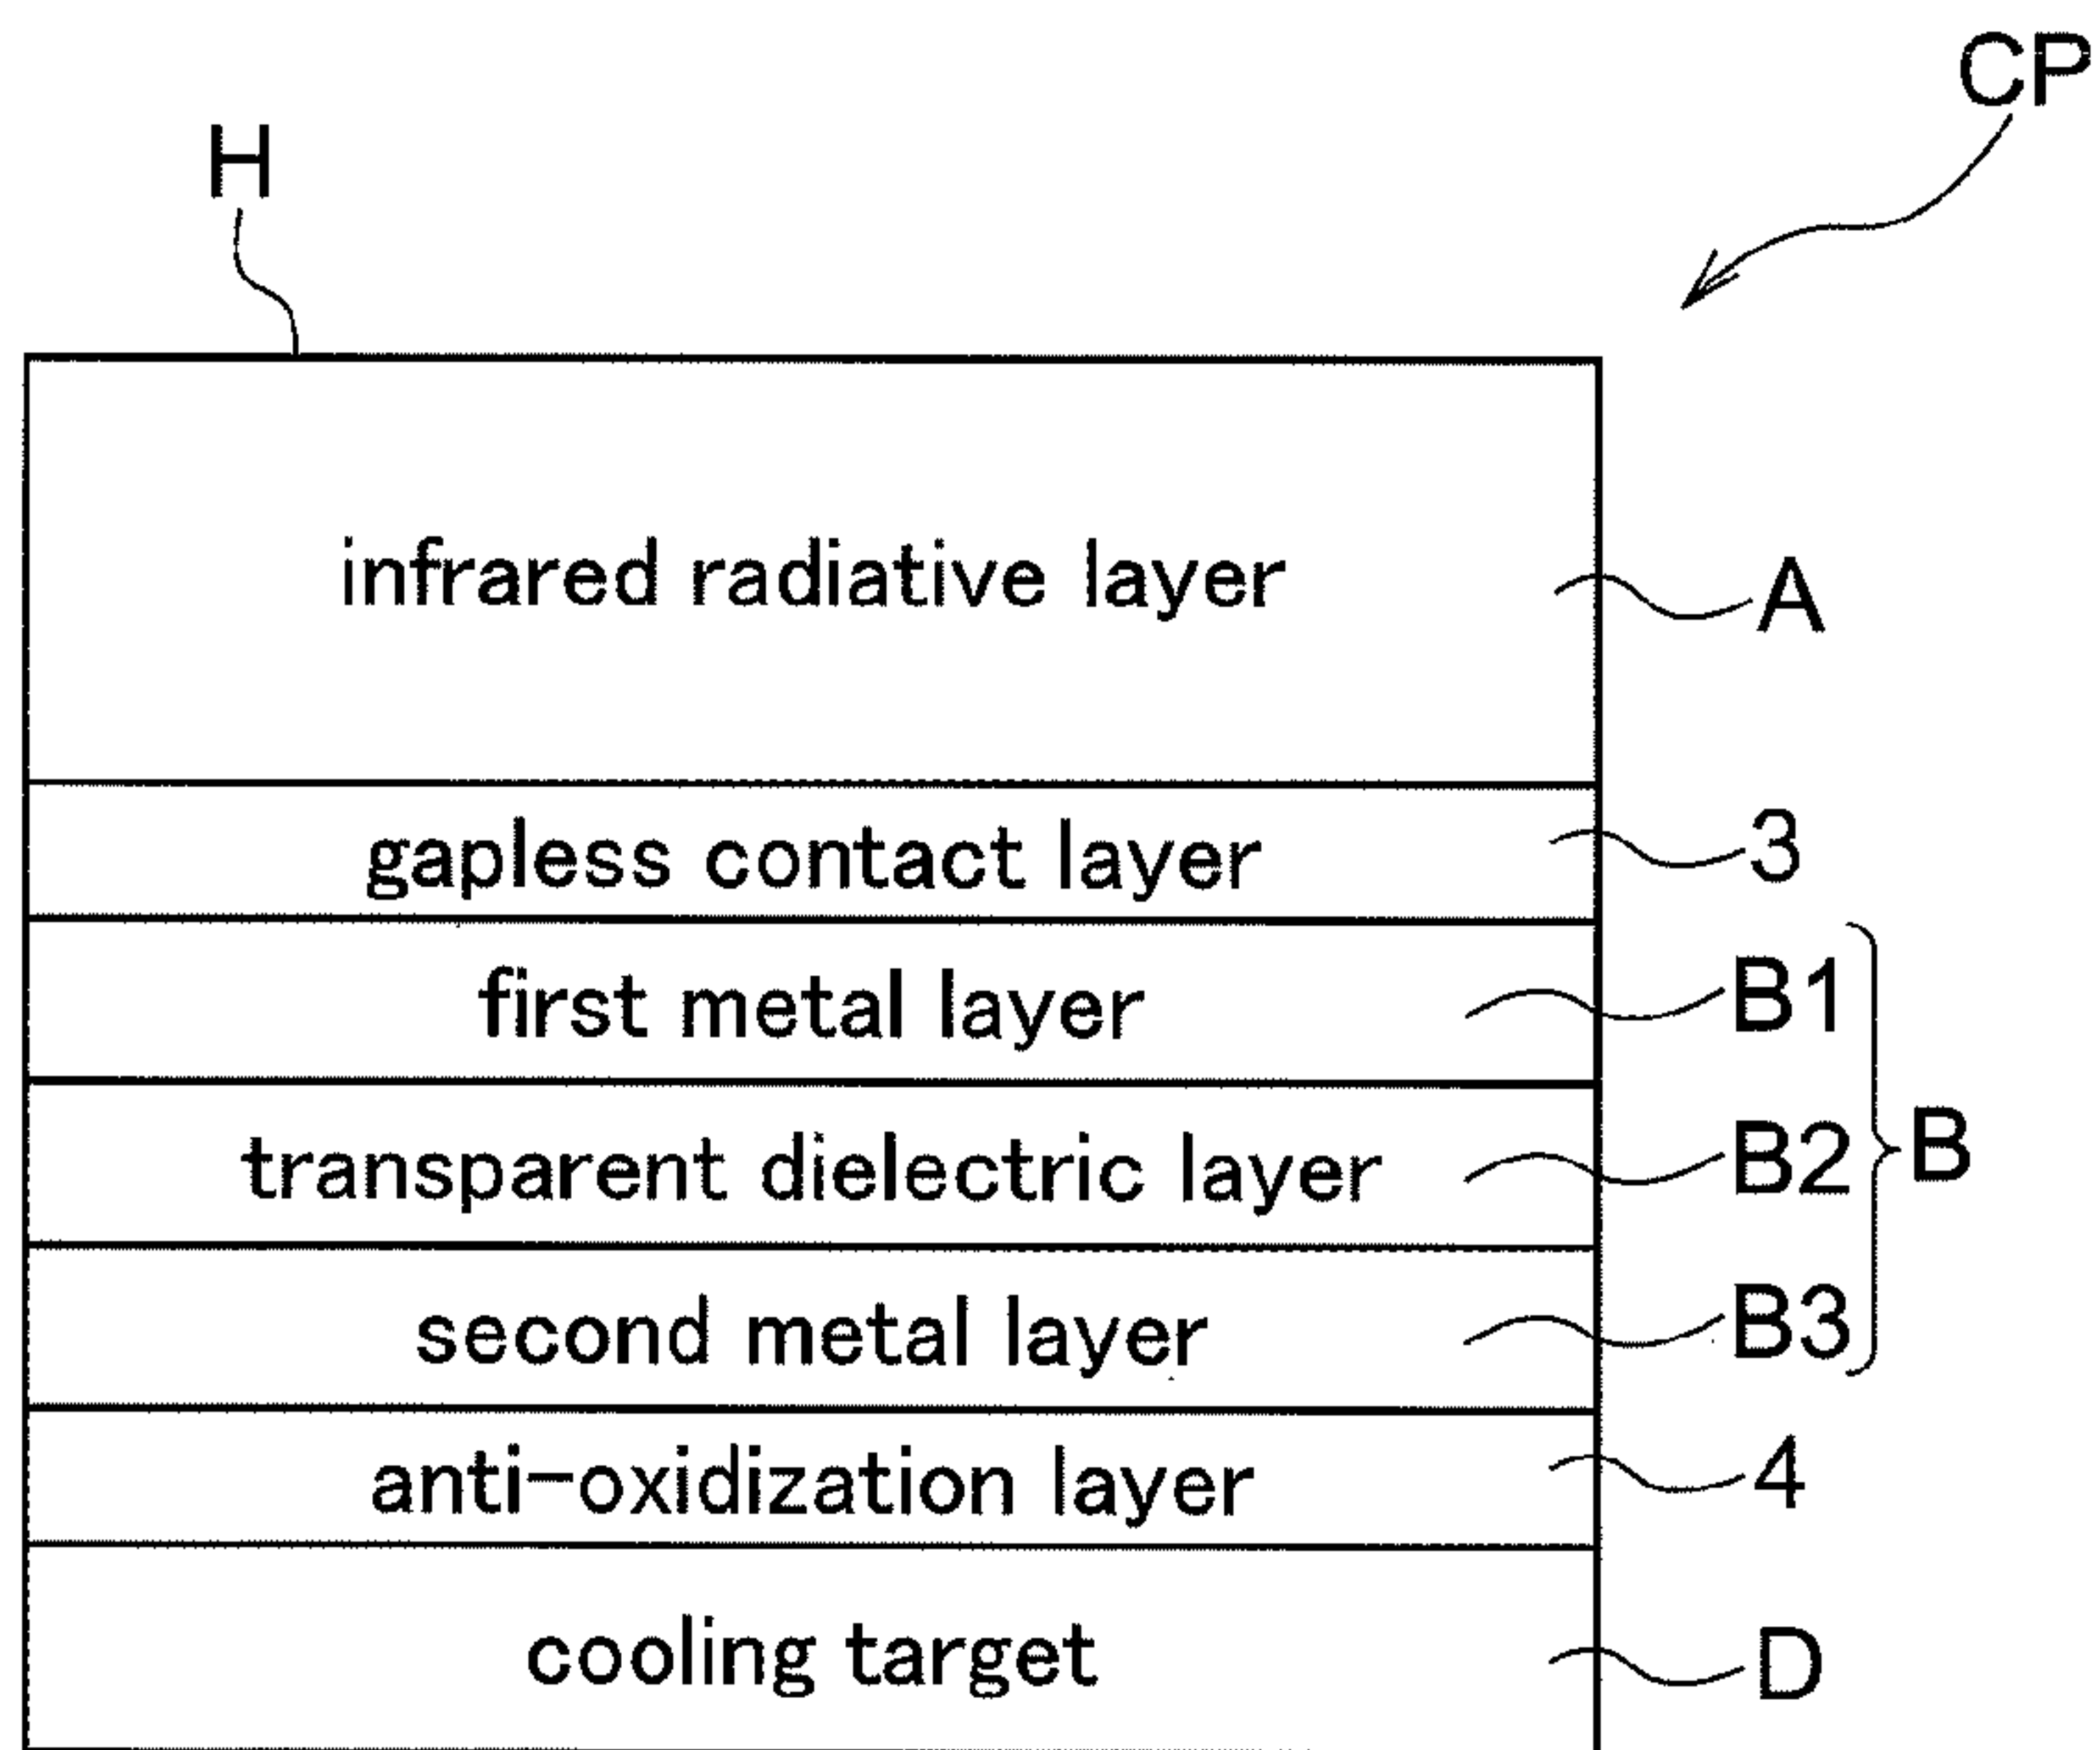 CP
H
infrared radiative layer
A
gapless contact layer
3
first metal layer
B1
transparent dielectric layer
B2
B
second metal layer
B3
anti-oxidization layer
4
cooling target
D